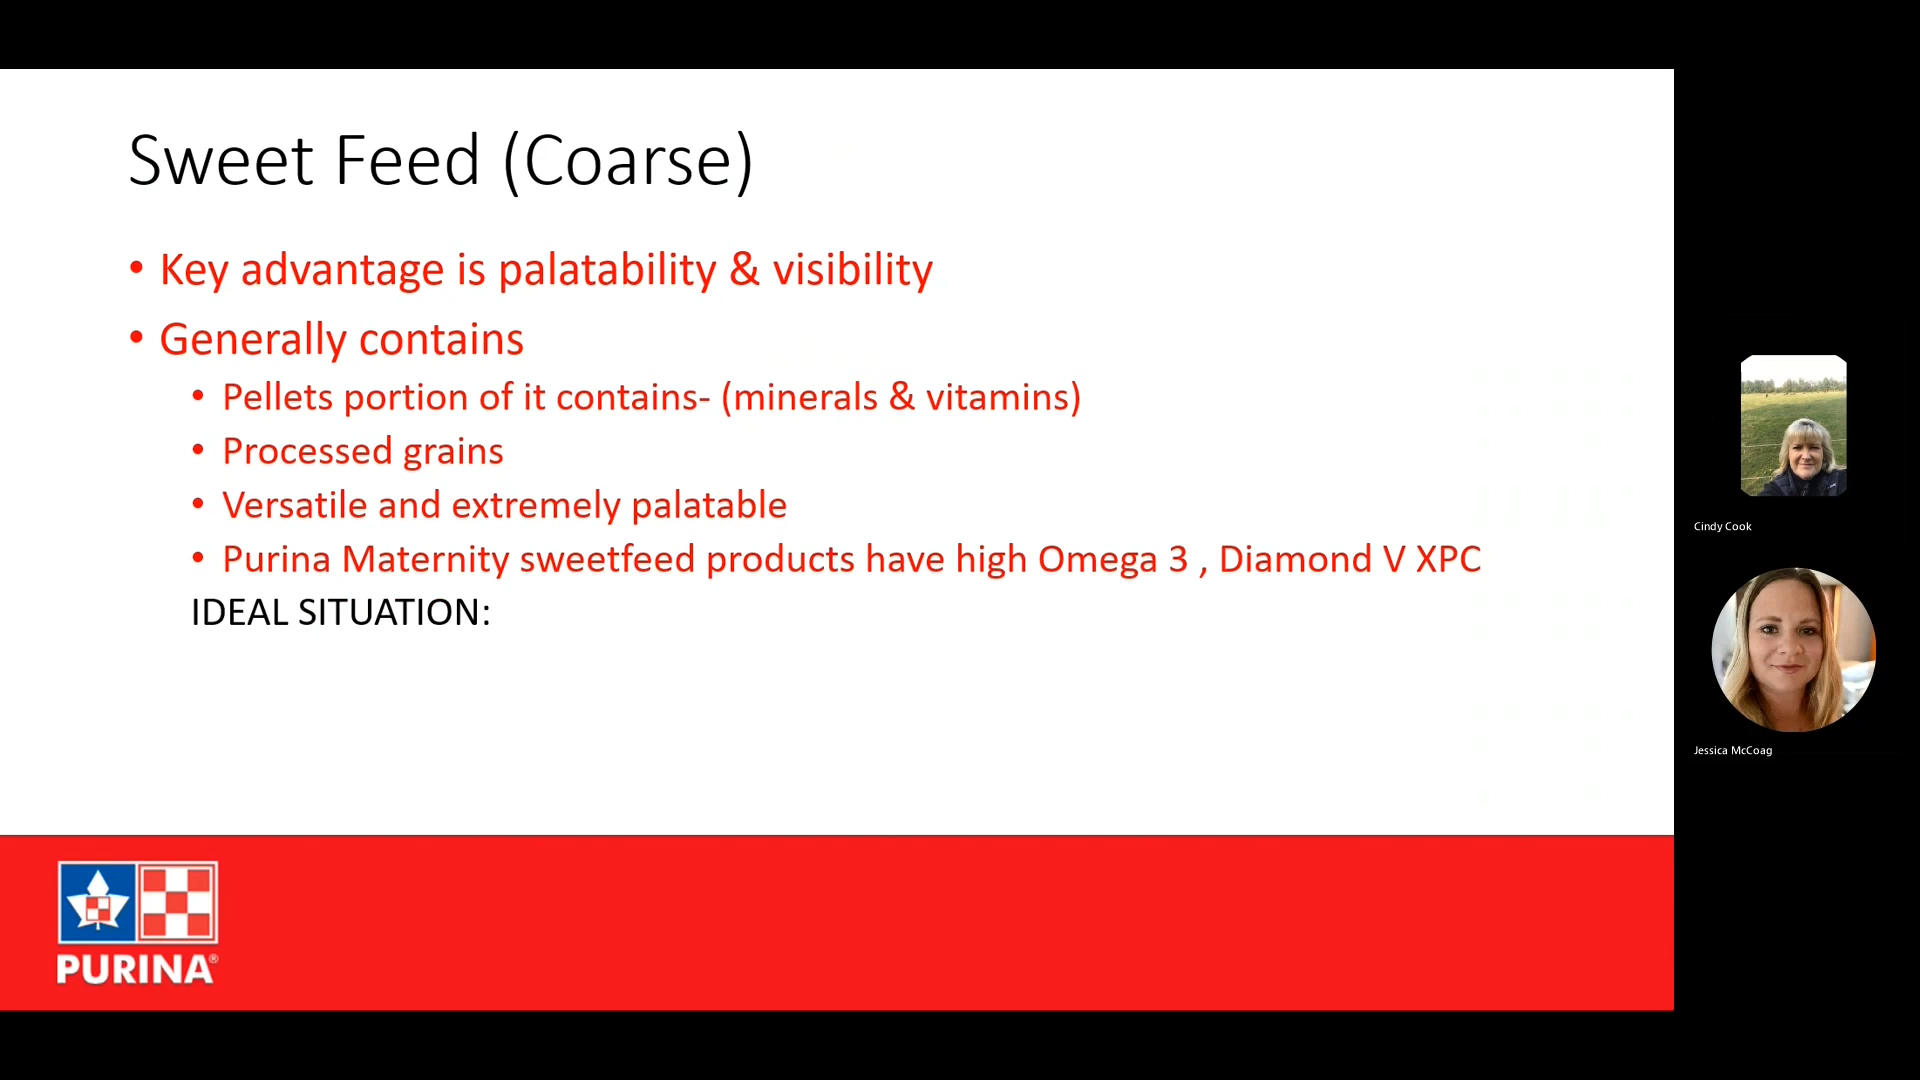 Sweet Feed (Coarse)
• Key advantage is palatability & visibility
• Generally contains
• Pellets portion of it contains- (minerals & vitamins)
• Processed grains
• Versatile and extremely palatable
• Purina Maternity sweetfeed products have high Omega 3 , Diamond V XPC
IDEAL SITUATION:
PURINA®
Cindy Cook
Jessica McCoag